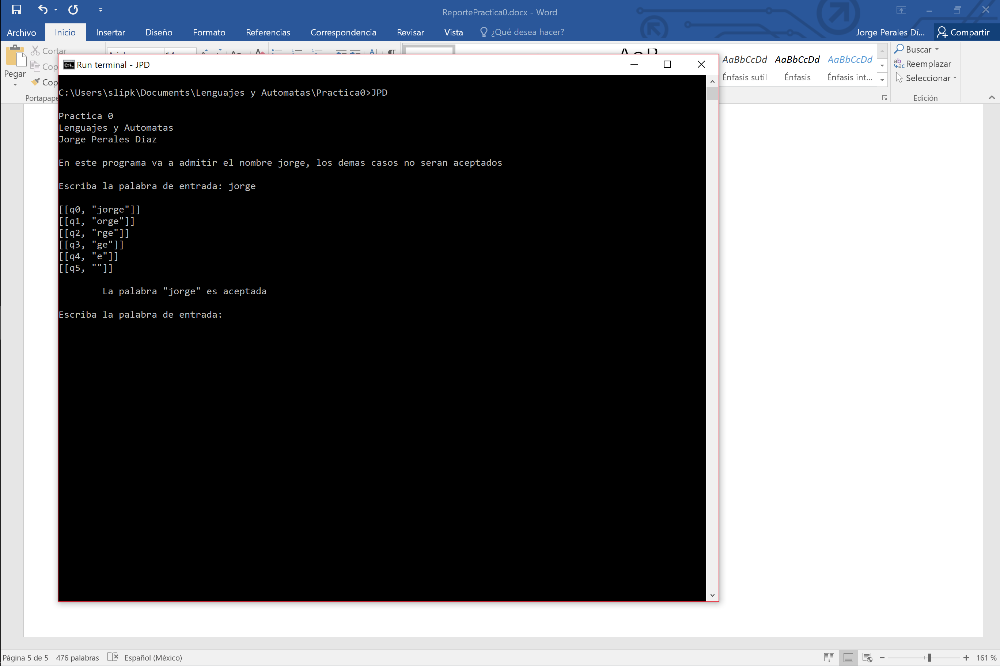 ReportePractica0.docx - Word
Archivo Inicio Insertar Diseño Formato Referencias Correspondencia Revisar Vista ¿Qué desea hacer? Jorge Perales Dí... Compartir
Pegar
Cortar
Cop
Cop
Portapape
AaBbCcDd AaBbCcDd AaBbCcDd
Énfasis sutil Énfasis Énfasis int...
Buscar
Reemplazar
Seleccionar
Edición
Run terminal - JPD
C:\Users\slipk\Documents\Lenguajes y Automatas\Practica0>JPD
Practica 0
Lenguajes y Automatas
Jorge Perales Diaz
En este programa va a admitir el nombre jorge, los demas casos no seran aceptados
Escriba la palabra de entrada: jorge
[[q0, "jorge"]]
[[q1, "orge"]]
[[q2, "rge"]]
[[q3, "ge"]]
[[q4, "e"]]
[[q5, ""]]
La palabra "jorge" es aceptada
Escriba la palabra de entrada:
Página 5 de 5 476 palabras Español (México) 161 %